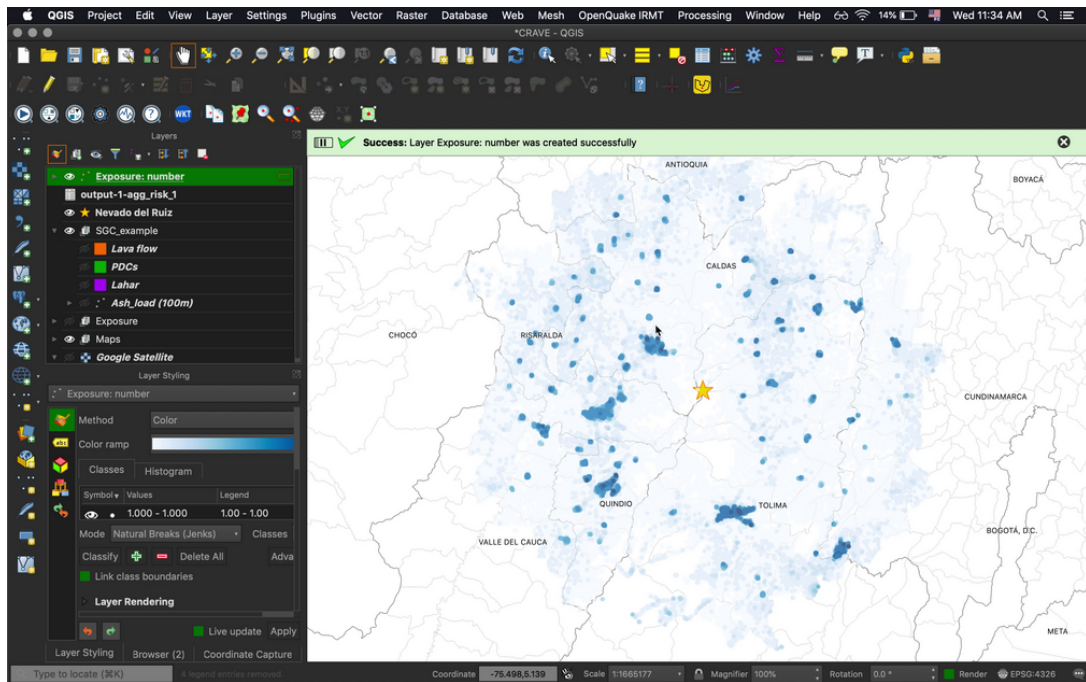 QGIS Project Edit View Layer Settings Plugins Vector Raster Database Web Mesh OpenQuake IRMT Processing Window Help 14% Wed 11:34 AM
*CRAVE - QGIS
WKT
Layers
Success: Layer Exposure: number was created successfully
Exposure: number
output-1-agg_risk_1
Nevado del Ruiz
SGC_example
Lava flow
PDCs
Lahar
Ash_load (100m)
Exposure
Maps
Google Satellite
Layer Styling
Exposure: number
Method Color
Color ramp
Classes Histogram
Symbol Values Legend
1.000 - 1.000 1.00 - 1.00
Mode Natural Breaks (Jenks) Classes
Classify Delete All Adva
Link class boundaries
Layer Rendering
Live update Apply
Layer Styling Browser (2) Coordinate Capture
ANTIOQUIA
BOYACÁ
CALDAS
CHOCÓ
RISARALDA
CUNDINAMARCA
QUINDIO
TOLIMA
VALLE DEL CAUCA
BOGOTÁ, D.C.
META
Type to locate (⌘K) 4 legend entries removed. Coordinate -75.498,5.139 Scale 1:1665177 Magnifier 100% Rotation 0.0 ° Render EPSG:4326